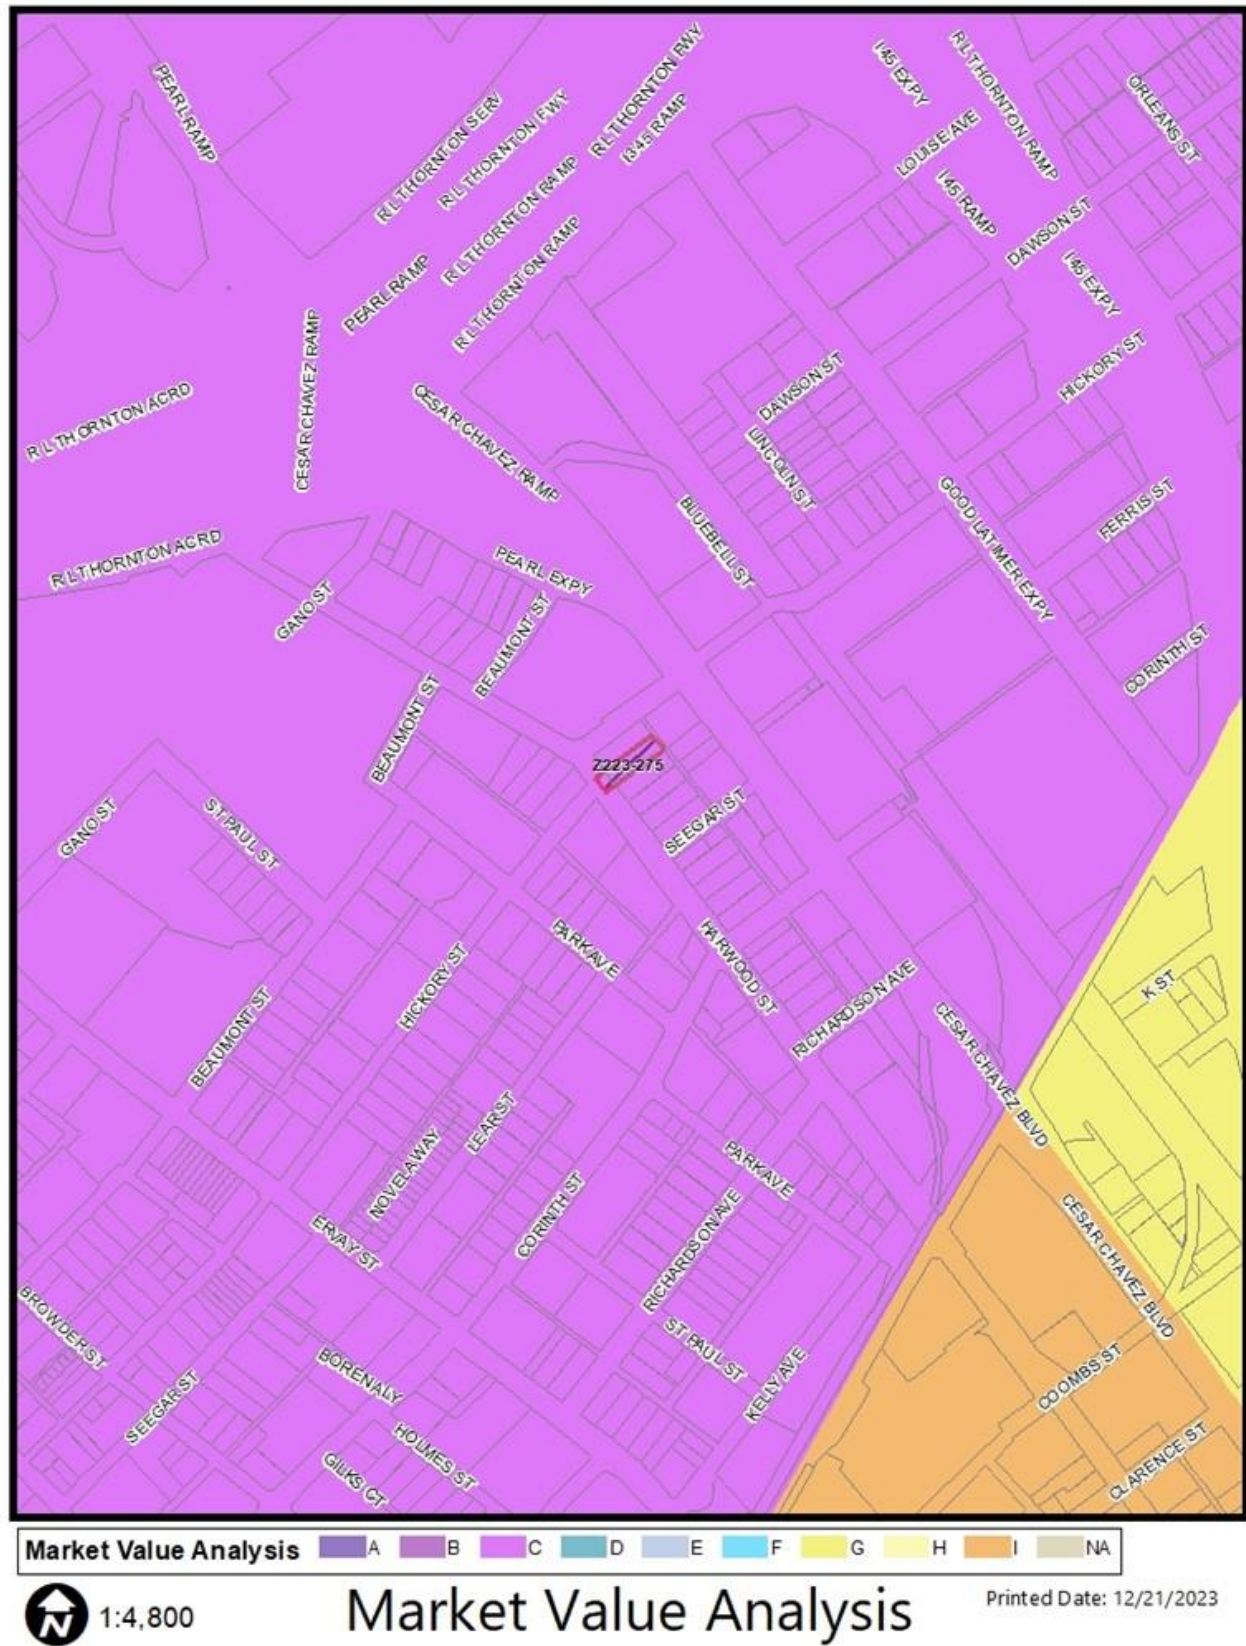 PEARL RAMP
R L THORNTON SERV
R L THORNTON FWY
R L THORNTON FWY
I345 RAMP
I45 EXPY
R L THORNTON RAMP
ORLEANS ST
LOUISE AVE
I45 RAMP
DAWSON ST
I45 EXPY
R L THORNTON RAMP
R L THORNTON RAMP
PEARL RAMP
CESAR CHAVEZ RAMP
R L THORNTON ACRD
CESAR CHAVEZ RAMP
DAWSON ST
LINCOLN ST
HICKORY ST
GOOD LATIMER EXPY
FERRIS ST
BLUEBELL ST
R L THORNTON ACRD
PEARL EXPY
GANO ST
BEAUMONT ST
BEAUMONT ST
CORINTH ST
Z223-275
SEEGAR ST
GANO ST
ST PAUL ST
PARK AVE
HARWOOD ST
HICKORY ST
BEAUMONT ST
RICHARDSON AVE
K ST
CESAR CHAVEZ BLVD
LEAR ST
NOVELA WAY
PARK AVE
CORINTH ST
RICHARDSON AVE
ERVAY ST
CESAR CHAVEZ BLVD
BROWDER ST
BOREN ALY
ST PAUL ST
KELLY AVE
COOMBS ST
SEEGAR ST
HOLMES ST
GILKS CT
CLARENCE ST
Market Value Analysis A B C D E F G H I NA
N 1:4,800 Market Value Analysis Printed Date: 12/21/2023